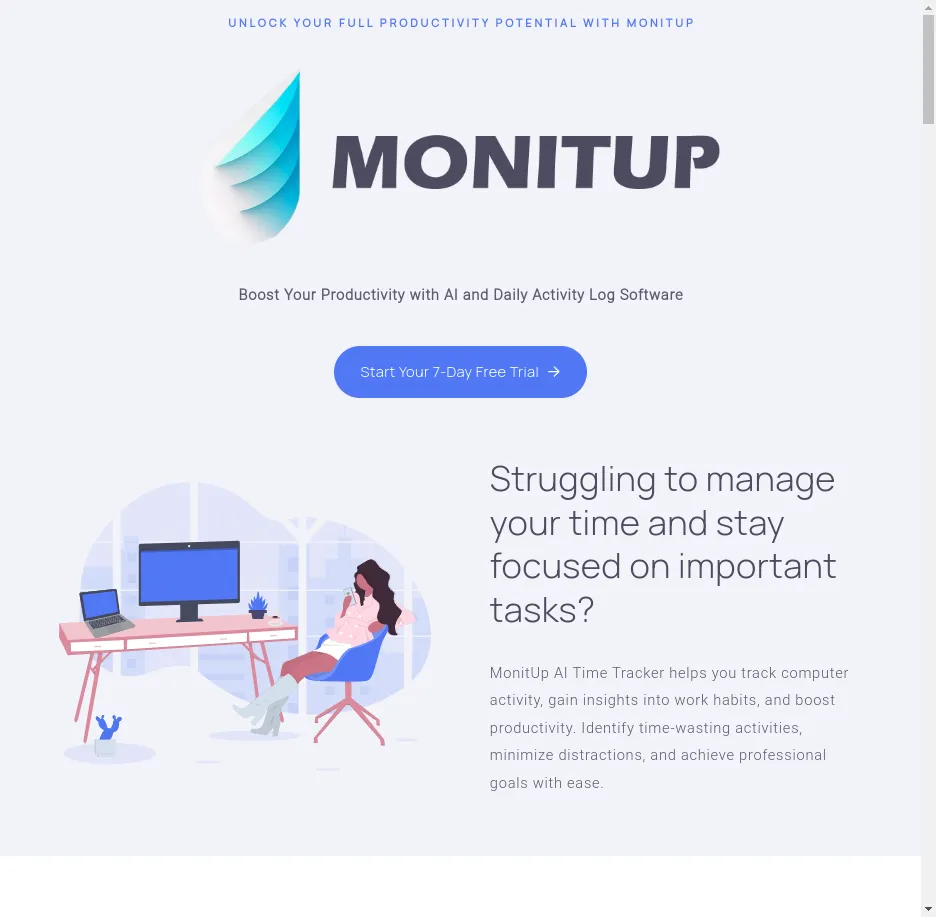 UNLOCK YOUR FULL PRODUCTIVITY POTENTIAL WITH MONITUP
MONITUP
Boost Your Productivity with AI and Daily Activity Log Software
Start Your 7-Day Free Trial →
Struggling to manage
your time and stay
focused on important
tasks?
MonitUp AI Time Tracker helps you track computer
activity, gain insights into work habits, and boost
productivity. Identify time-wasting activities,
minimize distractions, and achieve professional
goals with ease.